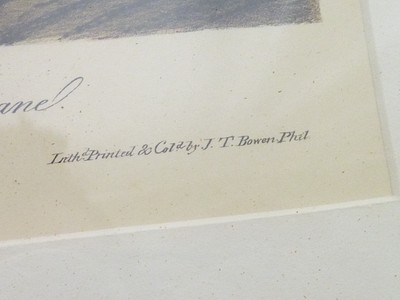 ane.
Lith.d Printed & Col.d by J. T. Bowen. Phil